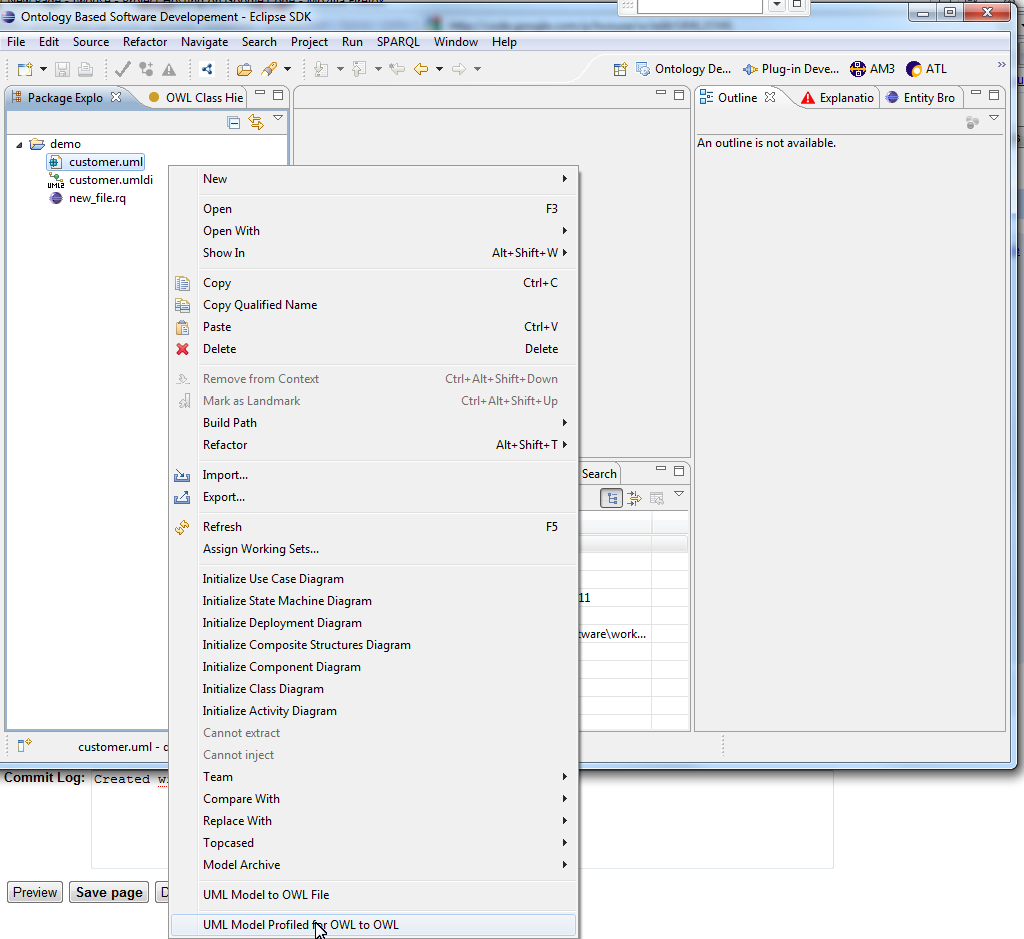 Ontology Based Software Developement - Eclipse SDK
File Edit Source Refactor Navigate Search Project Run SPARQL Window Help
Ontology De... Plug-in Deve... AM3 ATL
Package Explo OWL Class Hie
Outline Explanatio Entity Bro
An outline is not available.
demo
customer.uml
customer.umldi
new_file.rq
New
Open F3
Open With
Show In Alt+Shift+W
Copy Ctrl+C
Copy Qualified Name
Paste Ctrl+V
Delete Delete
Remove from Context Ctrl+Alt+Shift+Down
Mark as Landmark Ctrl+Alt+Shift+Up
Build Path
Refactor Alt+Shift+T
Import...
Export...
Refresh F5
Assign Working Sets...
Initialize Use Case Diagram
Initialize State Machine Diagram
Initialize Deployment Diagram
Initialize Composite Structures Diagram
Initialize Component Diagram
Initialize Class Diagram
Initialize Activity Diagram
Cannot extract
Cannot inject
Team
Compare With
Replace With
Topcased
Model Archive
UML Model to OWL File
UML Model Profiled for OWL to OWL
Search
11
tware\work...
customer.uml - d
Commit Log: Created wi
Preview Save page D